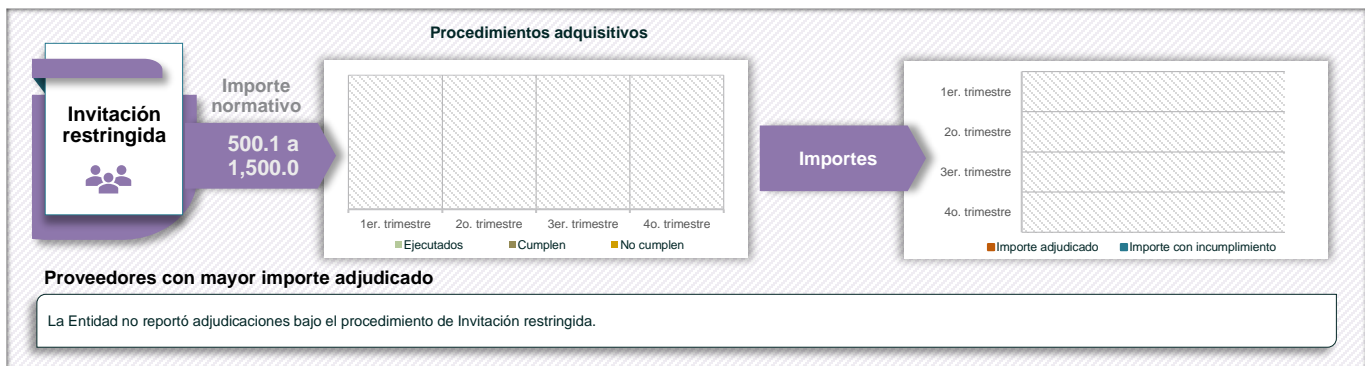 Procedimientos adquisitivos
Invitación
restringida
Importe
normativo
500.1 a
1,500.0
1er. trimestre 2o. trimestre 3er. trimestre 4o. trimestre
Ejecutados Cumplen No cumplen
Importes
1er. trimestre
2o. trimestre
3er. trimestre
4o. trimestre
Importe adjudicado Importe con incumplimiento
Proveedores con mayor importe adjudicado
La Entidad no reportó adjudicaciones bajo el procedimiento de Invitación restringida.